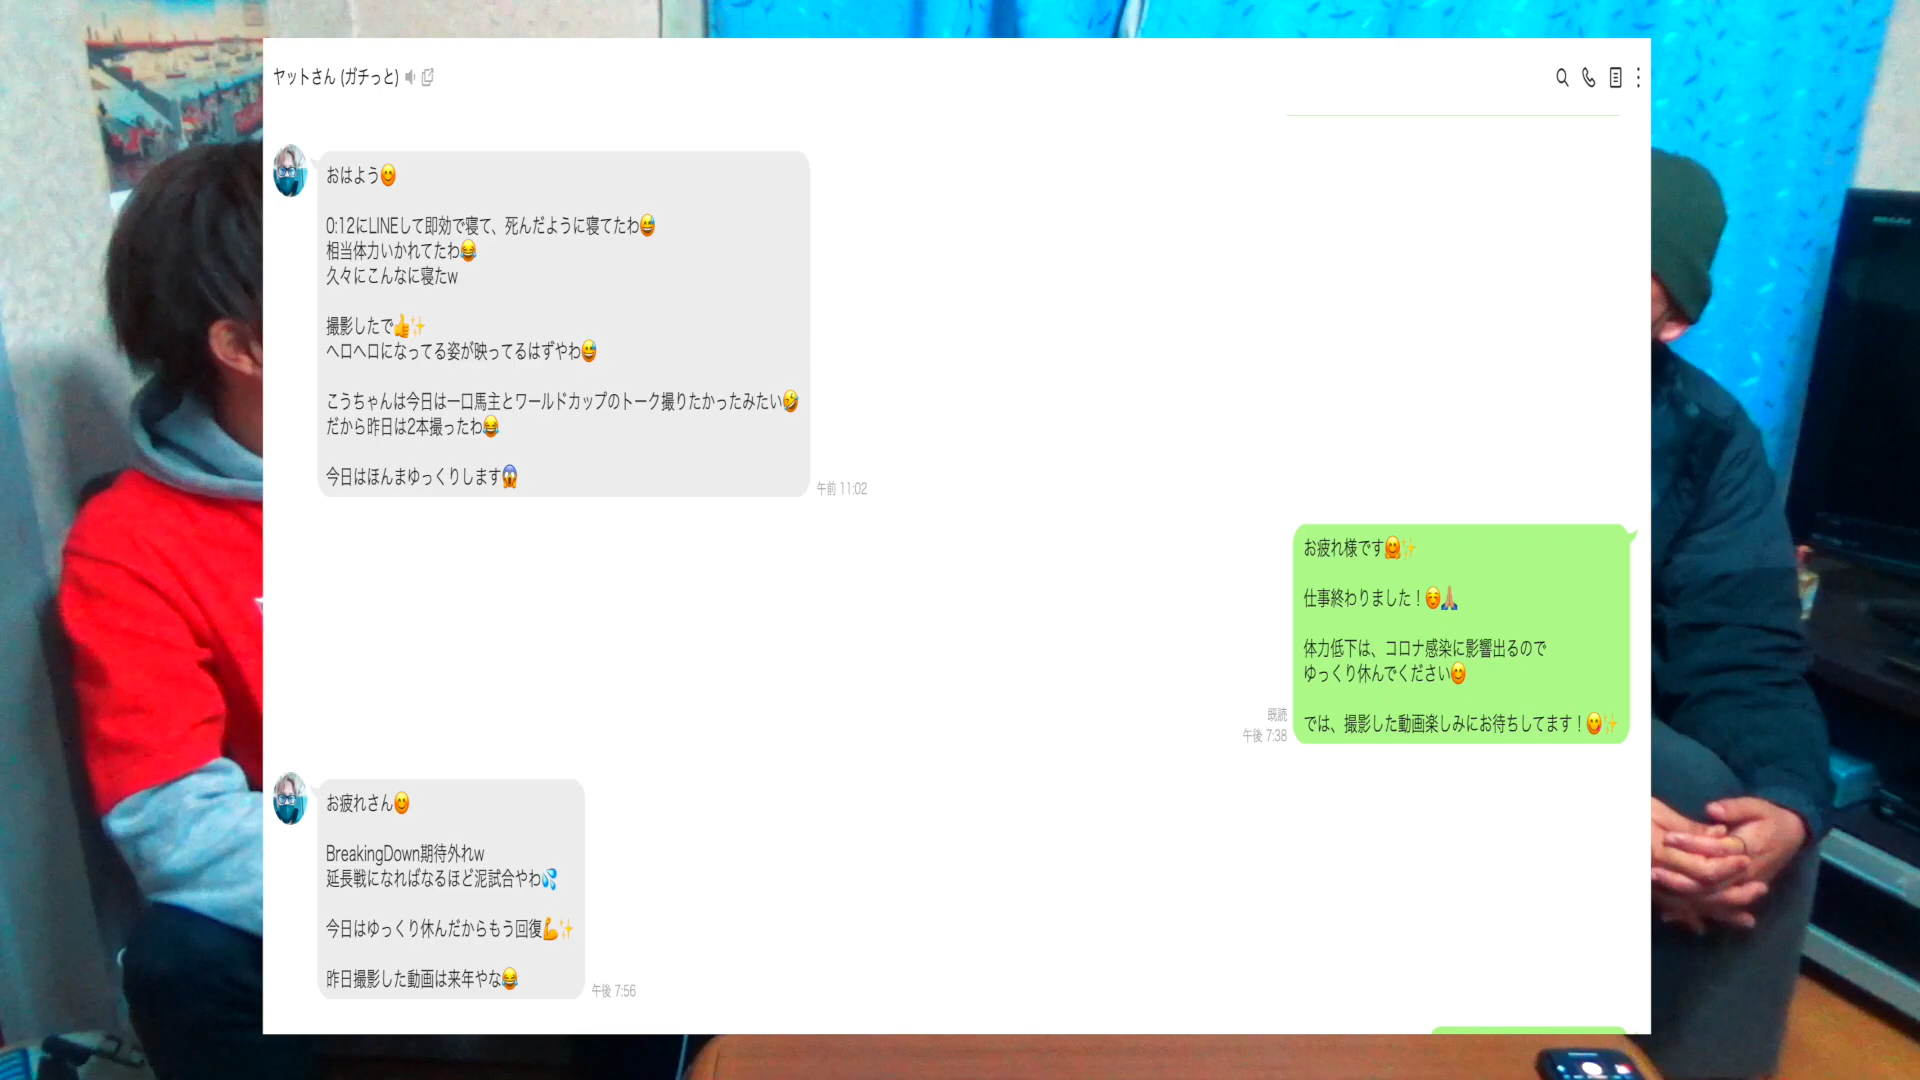 ヤットさん (ガチっと)
おはよう😊
0:12にLINEして即効で寝て、死んだように寝てたわ😅
相当体力いかれてたわ😂
久々にこんなに寝たw
撮影したで👍✨
ヘロヘロになってる姿が映ってるはずやわ😅
こうちゃんは今日は一口馬主とワールドカップのトーク撮りたかったみたい🤣
だから昨日は2本撮ったわ😂
今日はほんまゆっくりします😱
午前 11:02
お疲れ様です🤗✨
仕事終わりました！☺️🙏🏼
体力低下は、コロナ感染に影響出るので
ゆっくり休んでください😊
では、撮影した動画楽しみにお待ちしてます！😋✨
既読
午後 7:38
お疲れさん😊
BreakingDown期待外れw
延長戦になればなるほど泥試合やわ💦
今日はゆっくり休んだからもう回復💪✨
昨日撮影した動画は来年やな😂
午後 7:56